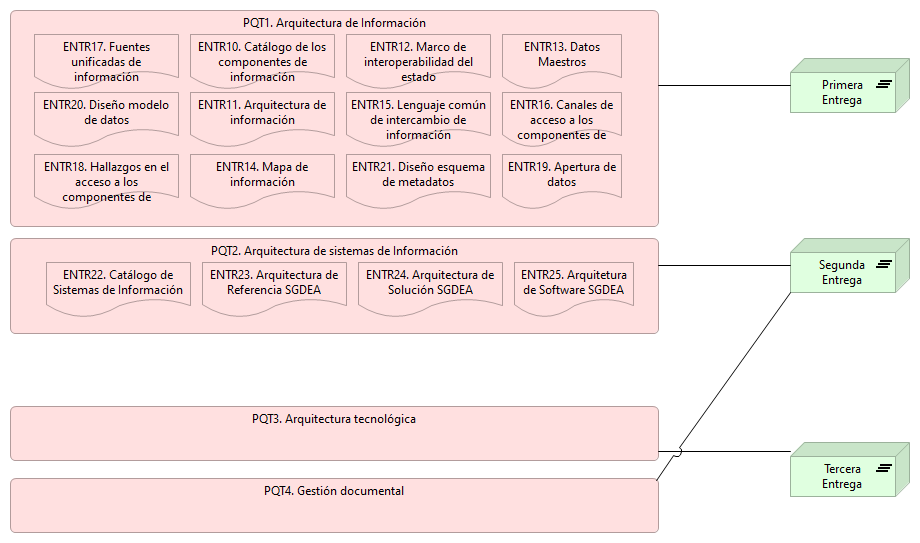 PQT1. Arquitectura de Información
ENTR17. Fuentes
unificadas de
información
ENTR10. Catálogo de los
componentes de
información
ENTR12. Marco de
interoperabilidad del
estado
ENTR13. Datos
Maestros
ENTR20. Diseño modelo
de datos
ENTR11. Arquitectura de
información
ENTR15. Lenguaje común
de intercambio de
información
ENTR16. Canales de
acceso a los
componentes de
ENTR18. Hallazgos en el
acceso a los
componentes de
ENTR14. Mapa de
información
ENTR21. Diseño esquema
de metadatos
ENTR19. Apertura de
datos
Primera
Entrega
PQT2. Arquitectura de sistemas de Información
ENTR22. Catálogo de
Sistemas de Información
ENTR23. Arquitectura de
Referencia SGDEA
ENTR24. Arquitectura de
Solución SGDEA
ENTR25. Arquitetura
de Software SGDEA
Segunda
Entrega
PQT3. Arquitectura tecnológica
Tercera
Entrega
PQT4. Gestión documental